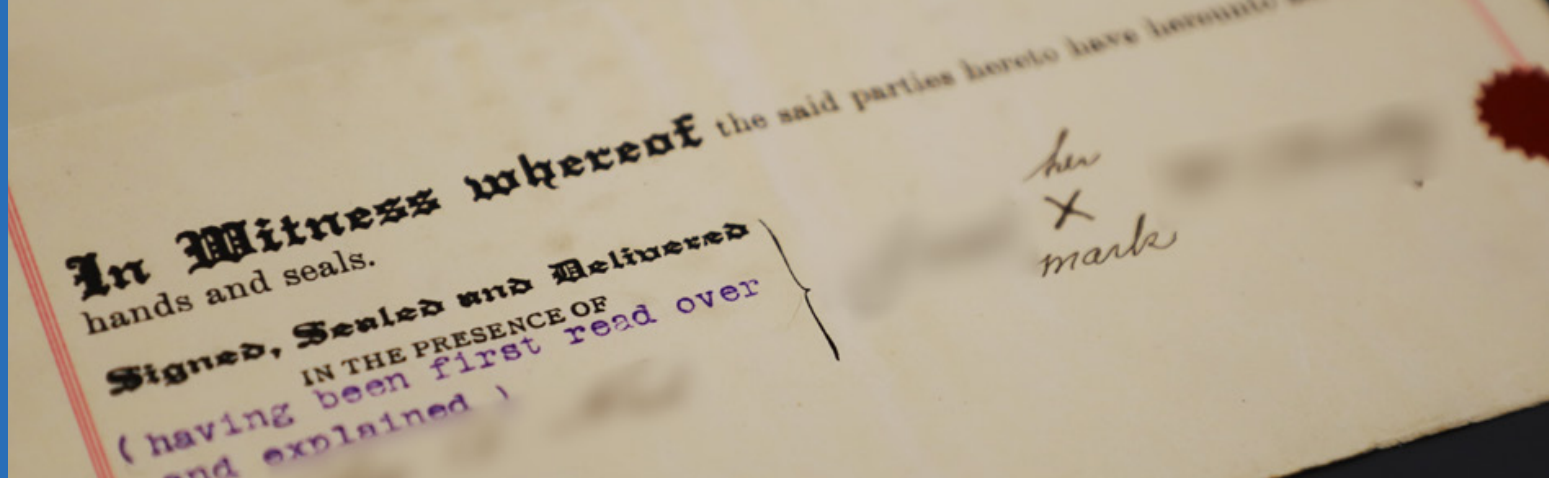 In Witness whereof the said parties hereto have hereunto
hands and seals.
Signed, Sealed and Delivered
IN THE PRESENCE OF
(having been first read over
and explained )
her
X
mark